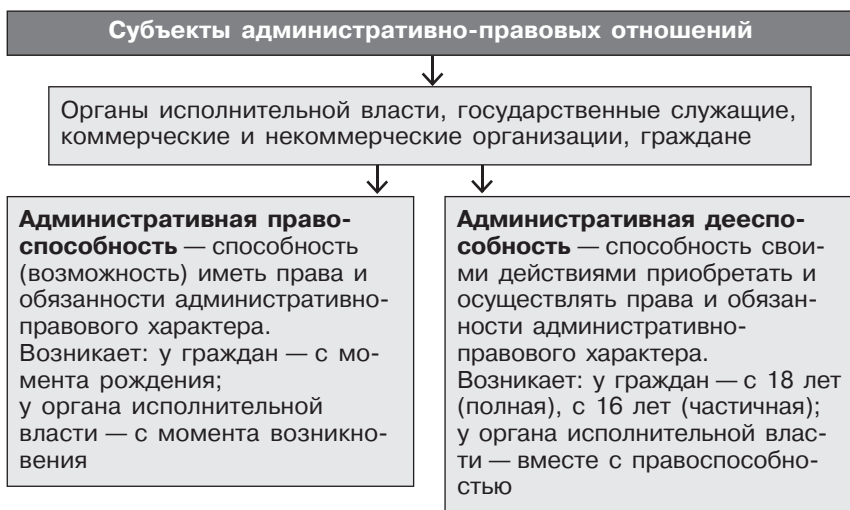 Субъекты административно-правовых отношений
Органы исполнительной власти, государственные служащие,
коммерческие и некоммерческие организации, граждане
Административная право-
способность — способность
(возможность) иметь права и
обязанности административно-
правового характера.
Возникает: у граждан — с мо-
мента рождения;
у органа исполнительной
власти — с момента возникно-
вения
Административная дееспо-
собность — способность свои-
ми действиями приобретать и
осуществлять права и обязан-
ности административно-
правового характера.
Возникает: у граждан — с 18 лет
(полная), с 16 лет (частичная);
у органа исполнительной влас-
ти — вместе с правоспособно-
стью